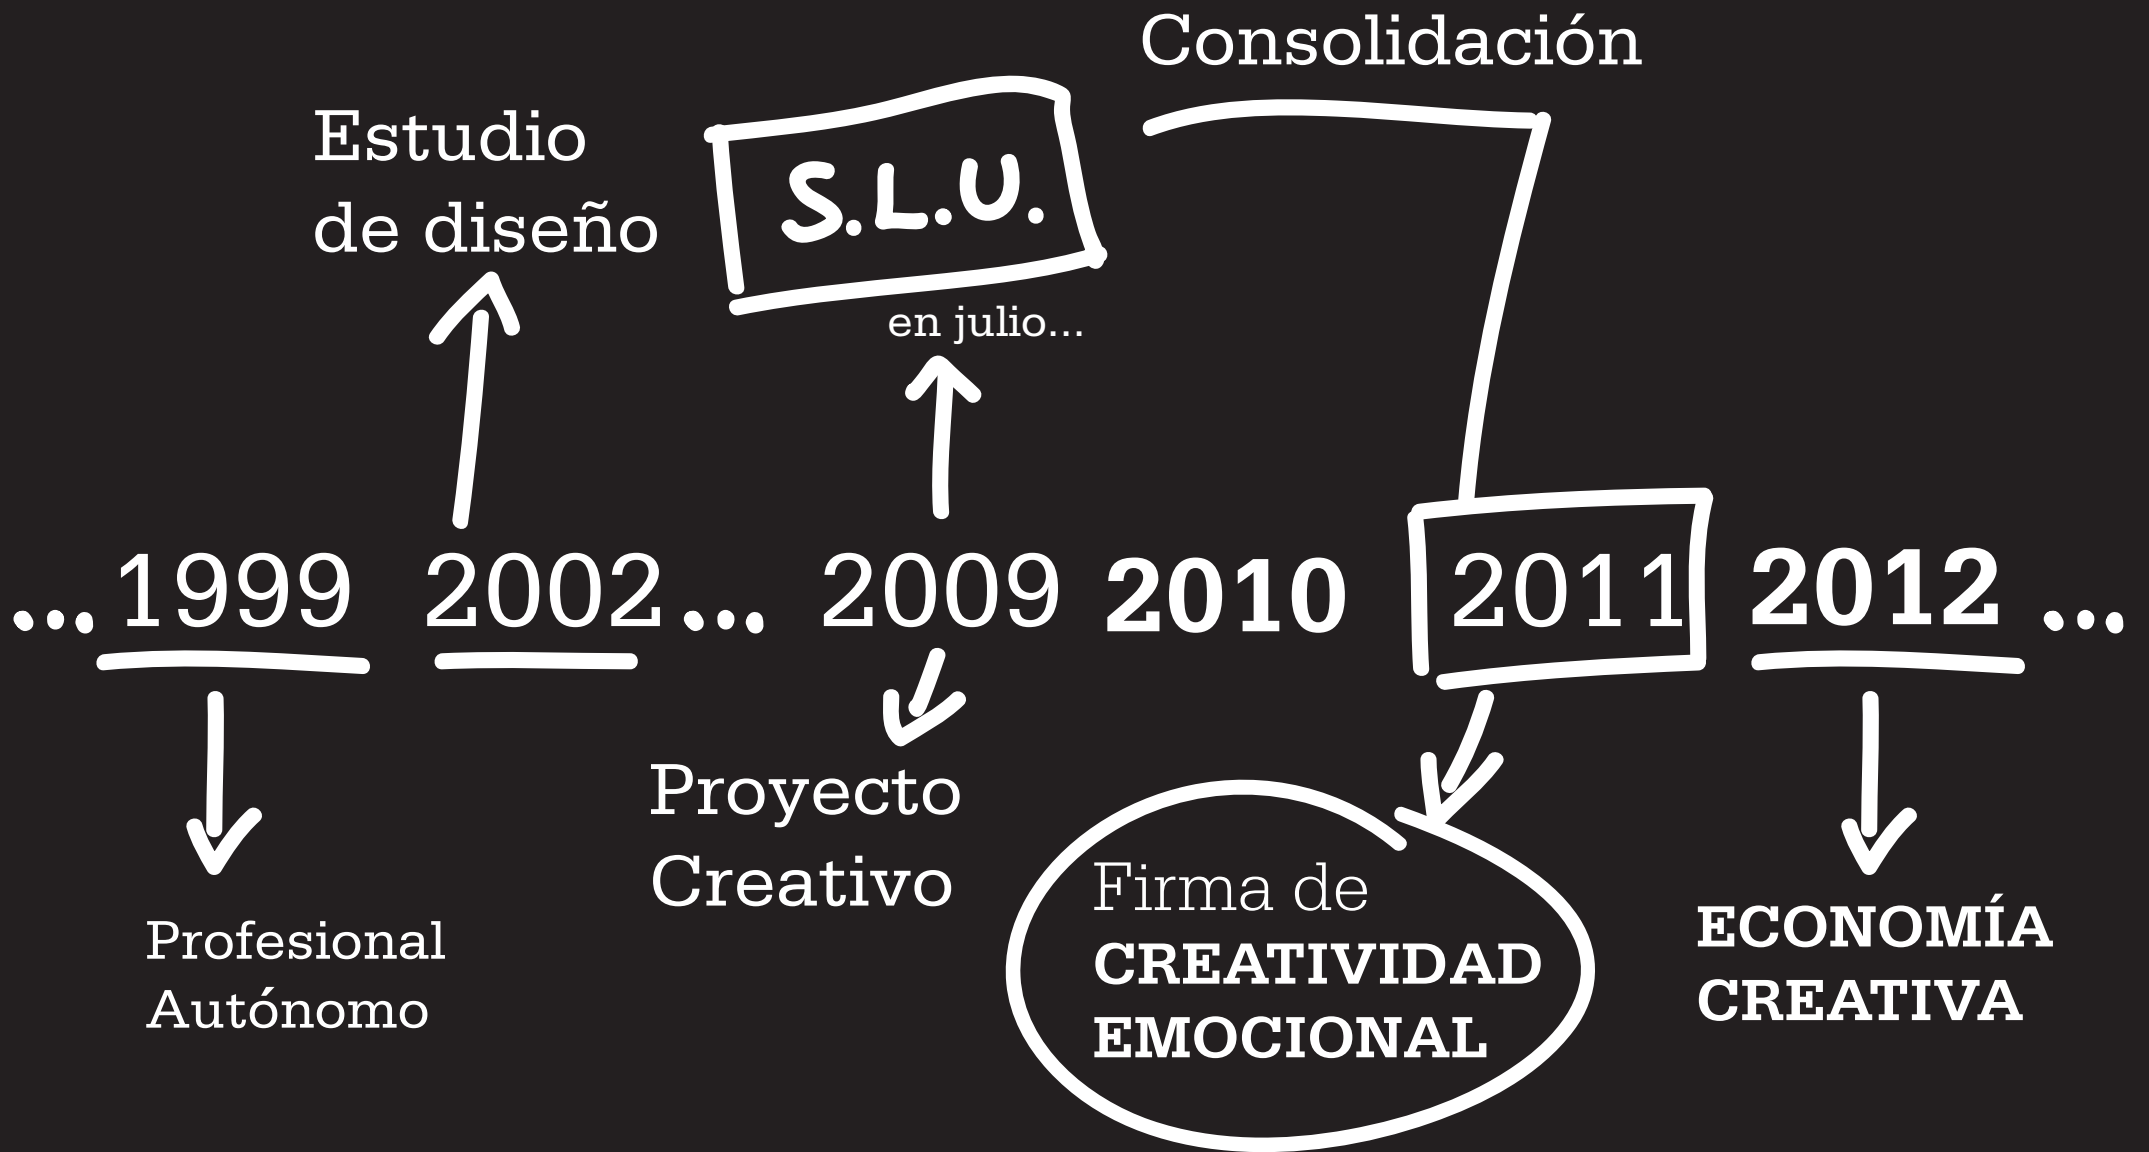 Consolidación
Estudio
de diseño
S.L.U.
en julio...
...1999 2002... 2009 2010 2011 2012 ...
Proyecto
Creativo
Firma de
CREATIVIDAD
EMOCIONAL
ECONOMÍA
CREATIVA
Profesional
Autónomo